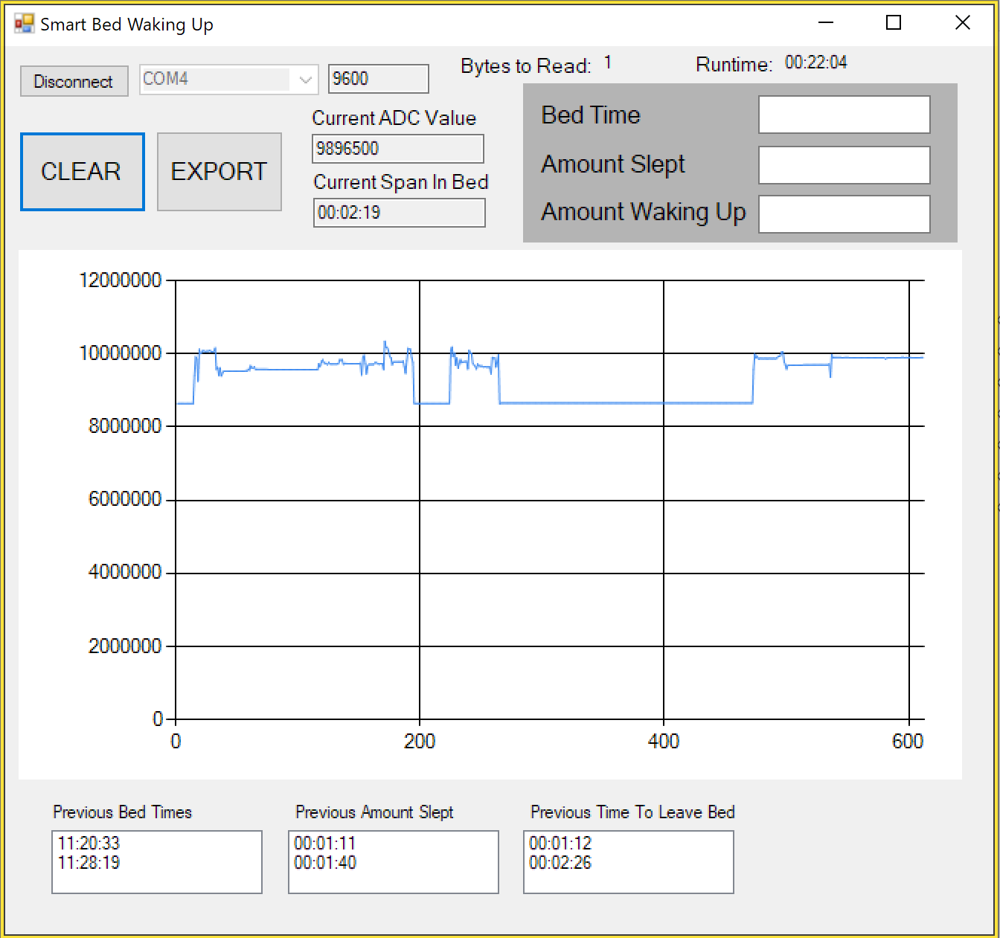 Smart Bed Waking Up
Disconnect
COM4
9600
Bytes to Read: 1
Runtime: 00:22:04
CLEAR
EXPORT
Current ADC Value
9896500
Current Span In Bed
00:02:19
Bed Time
Amount Slept
Amount Waking Up
12000000
10000000
8000000
6000000
4000000
2000000
0
0 200 400 600
Previous Bed Times
11:20:33
11:28:19
Previous Amount Slept
00:01:11
00:01:40
Previous Time To Leave Bed
00:01:12
00:02:26